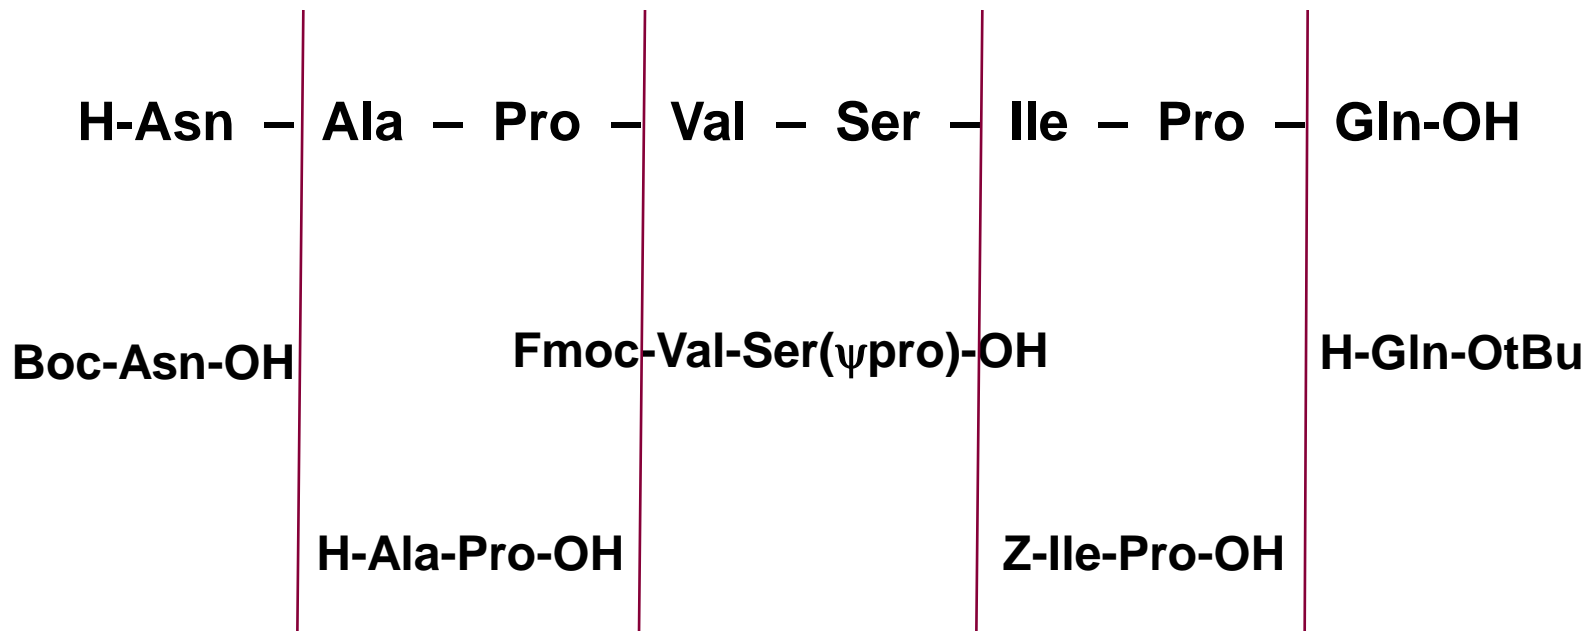 H-Asn – Ala – Pro – Val – Ser – Ile – Pro – Gln-OH
Boc-Asn-OH Fmoc-Val-Ser(ψpro)-OH H-Gln-OtBu
H-Ala-Pro-OH Z-Ile-Pro-OH